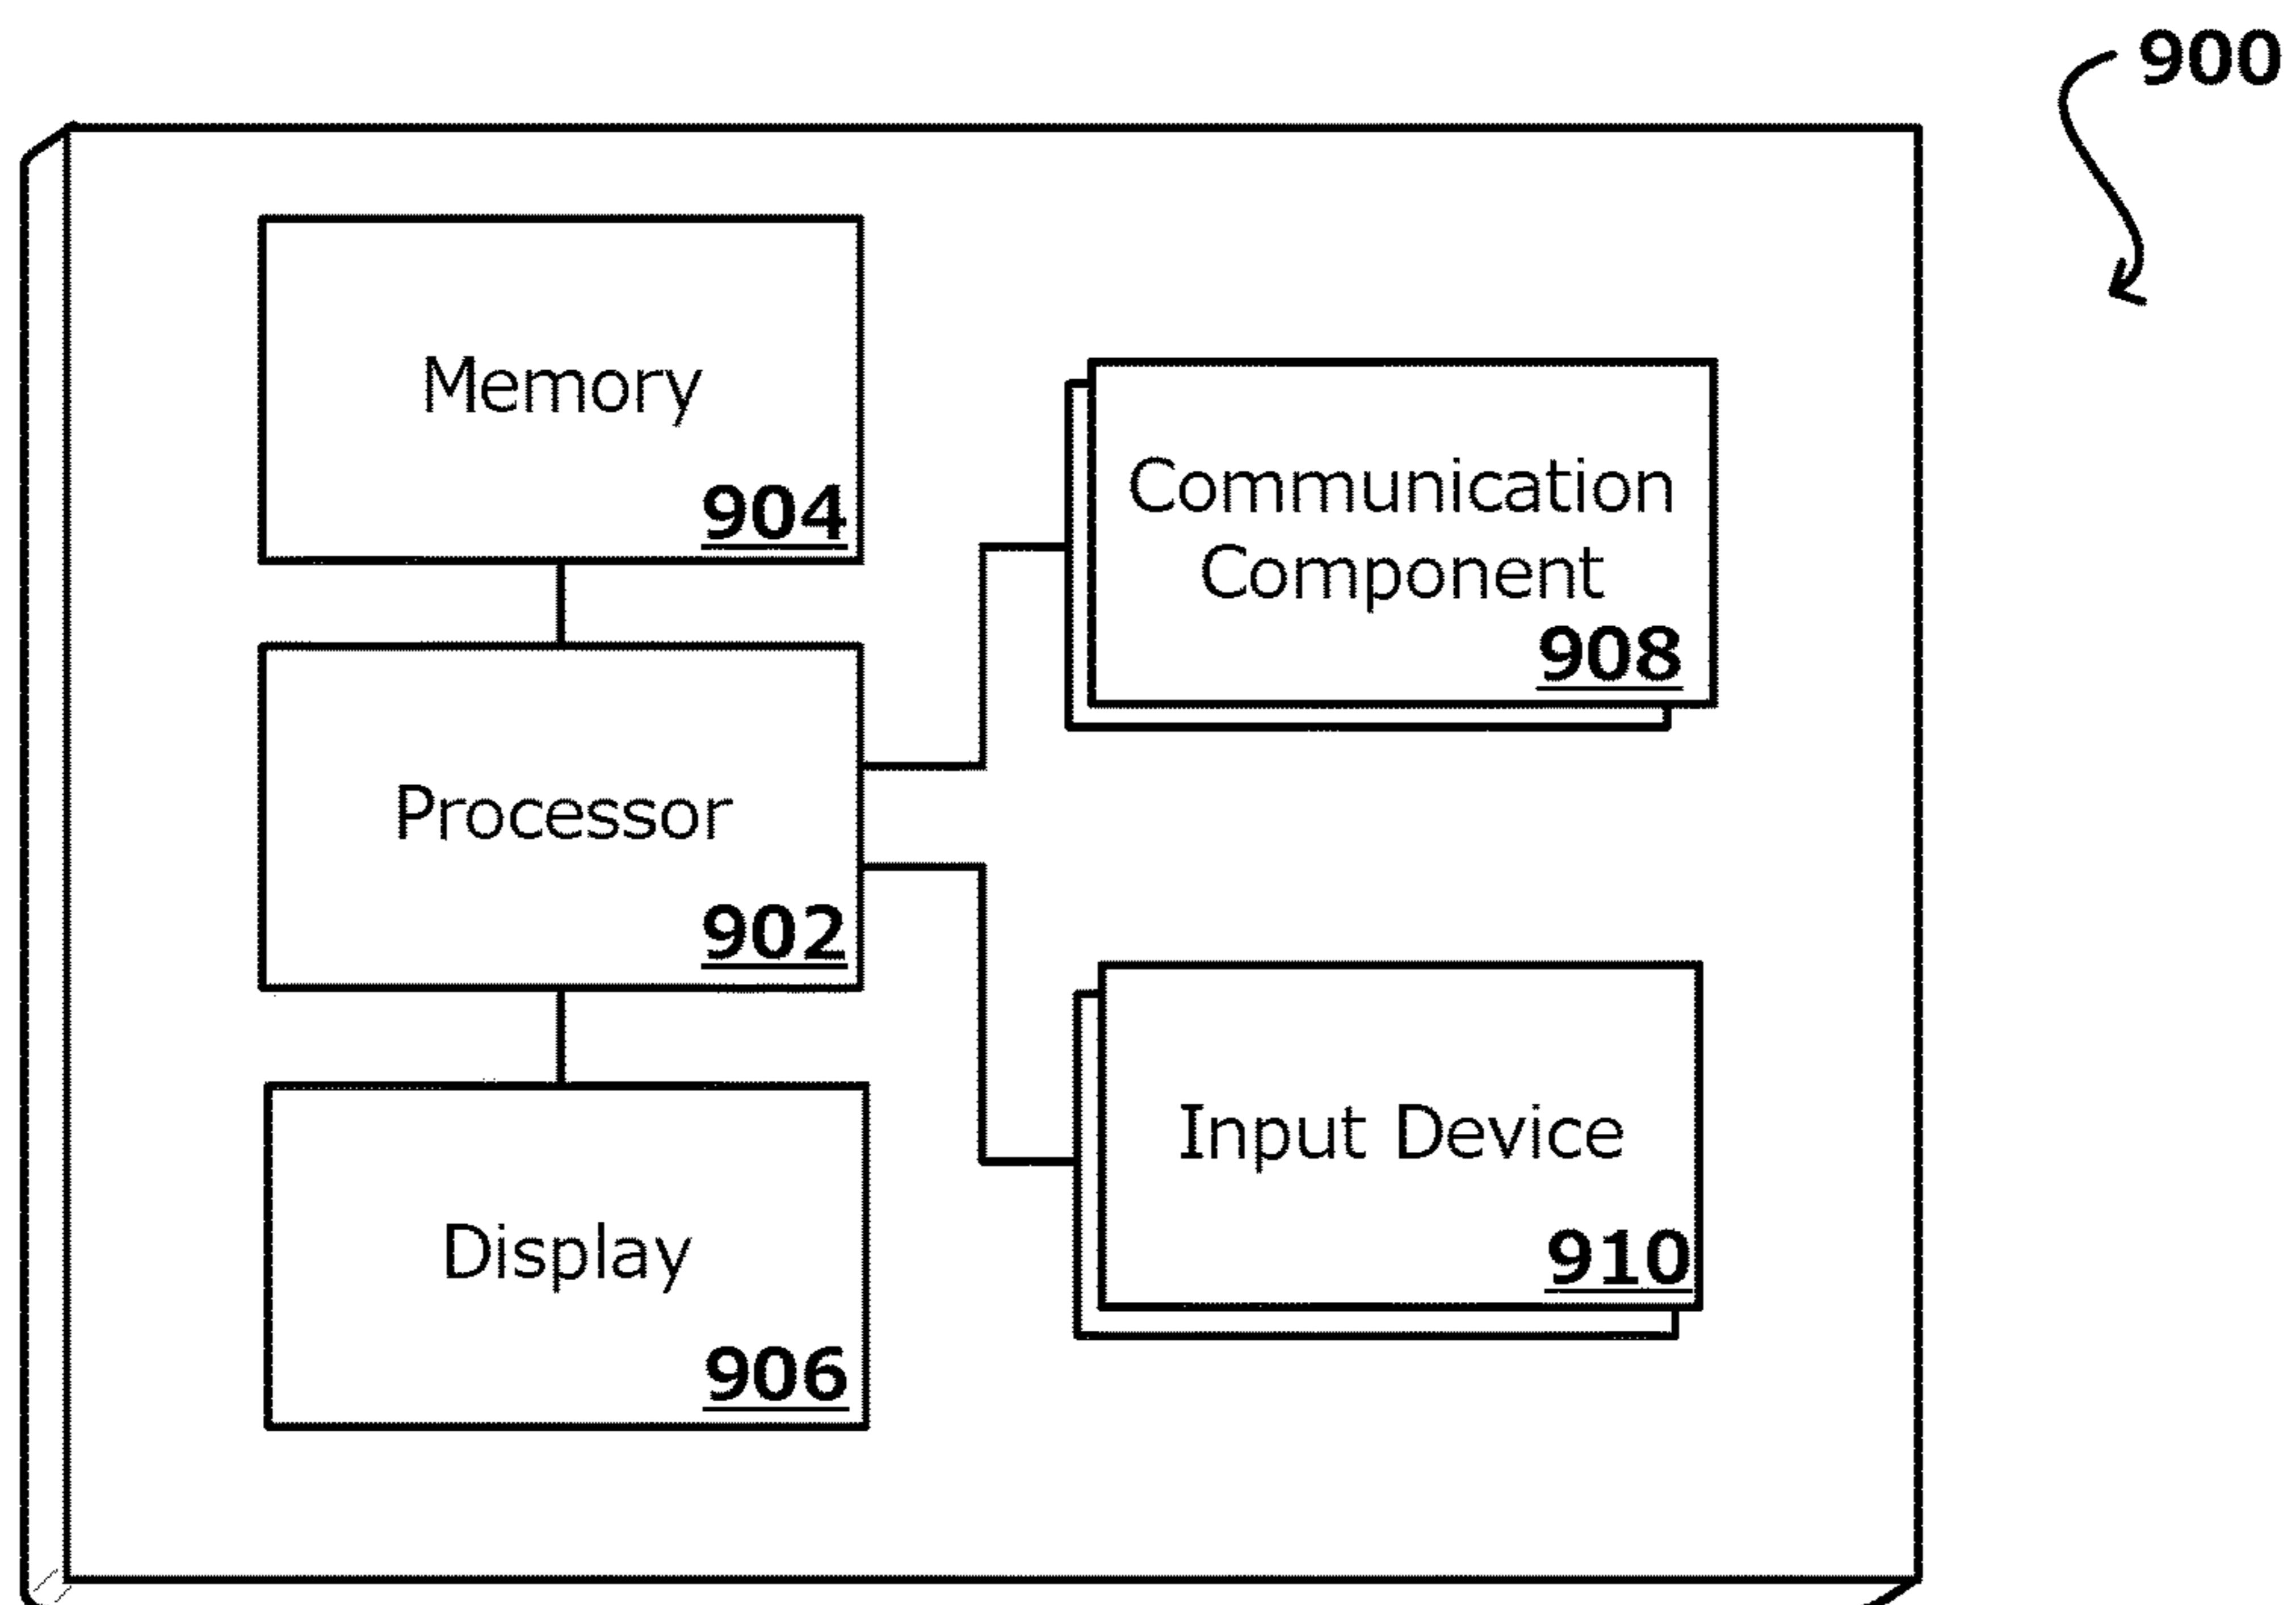 900
Memory
904
Communication
Component
908
Processor
902
Input Device
910
Display
906